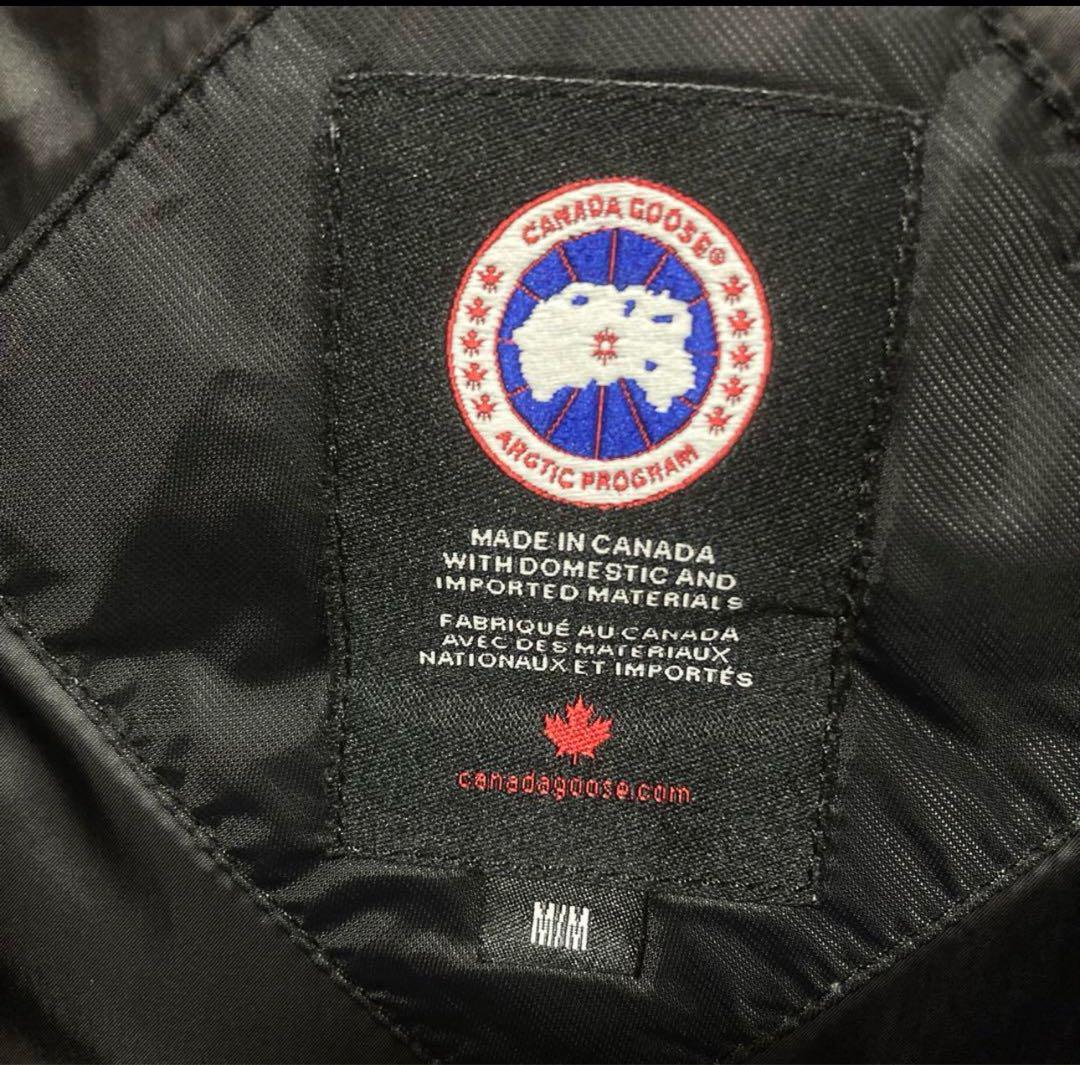 CANADA GOOSE®
ARCTIC PROGRAM
MADE IN CANADA
WITH DOMESTIC AND
IMPORTED MATERIALS
FABRIQUÉ AU CANADA
AVEC DES MATERIAUX
NATIONAUX ET IMPORTÉS
canadagoose.com
M/M